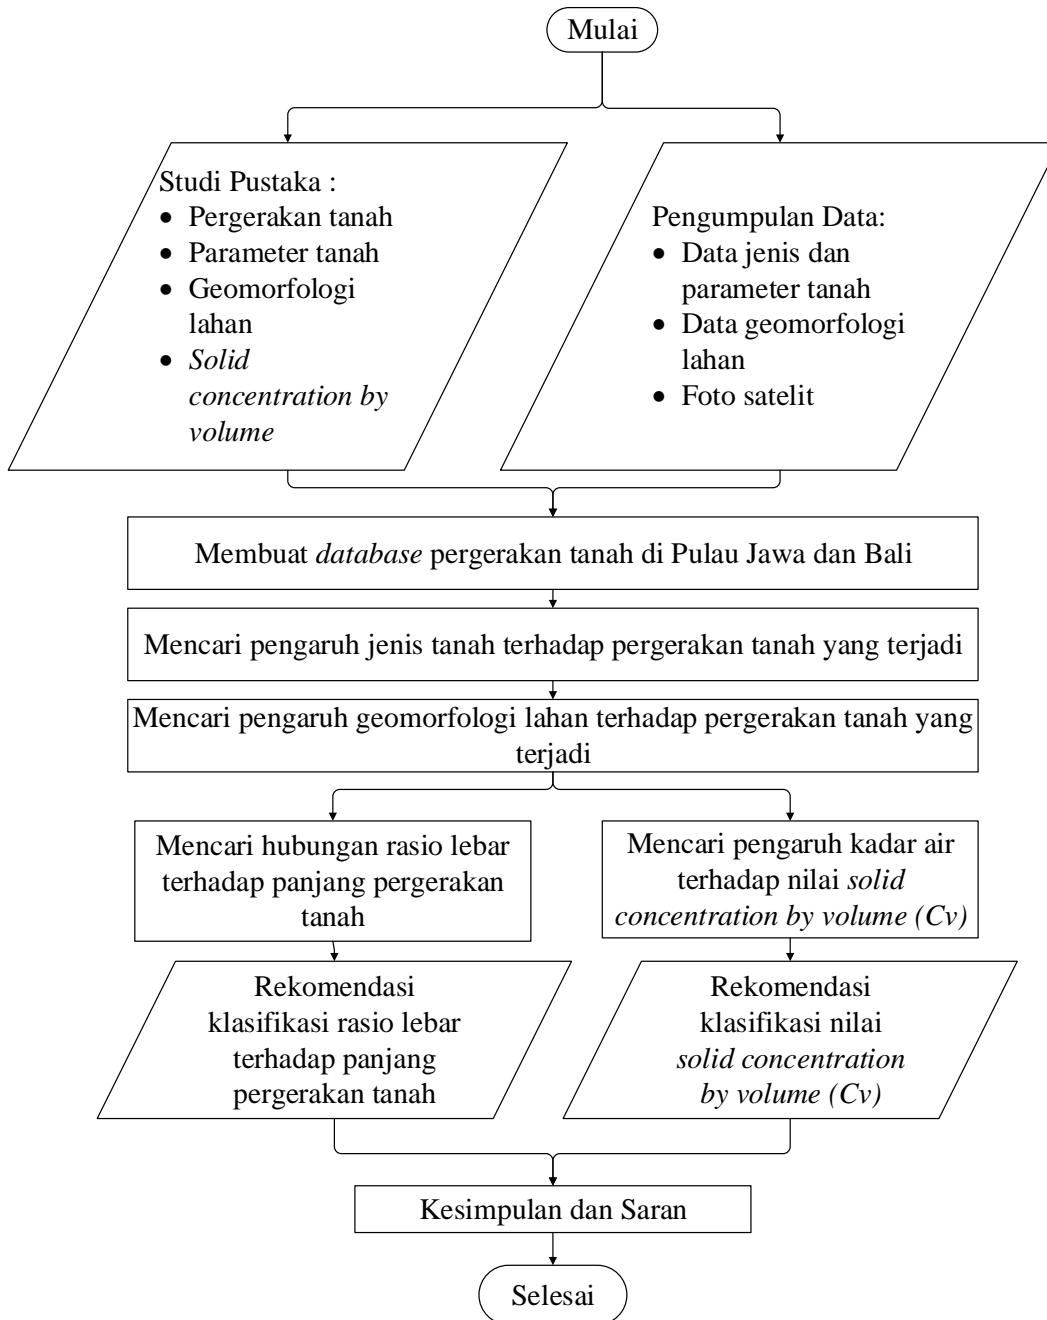 Mulai
Studi Pustaka :
• Pergerakan tanah
• Parameter tanah
• Geomorfologi
lahan
• Solid
concentration by
volume
Pengumpulan Data:
• Data jenis dan
parameter tanah
• Data geomorfologi
lahan
• Foto satelit
Membuat database pergerakan tanah di Pulau Jawa dan Bali
Mencari pengaruh jenis tanah terhadap pergerakan tanah yang terjadi
Mencari pengaruh geomorfologi lahan terhadap pergerakan tanah yang
terjadi
Mencari hubungan rasio lebar
terhadap panjang pergerakan
tanah
Mencari pengaruh kadar air
terhadap nilai solid
concentration by volume (Cv)
Rekomendasi
klasifikasi rasio lebar
terhadap panjang
pergerakan tanah
Rekomendasi
klasifikasi nilai
solid concentration
by volume (Cv)
Kesimpulan dan Saran
Selesai